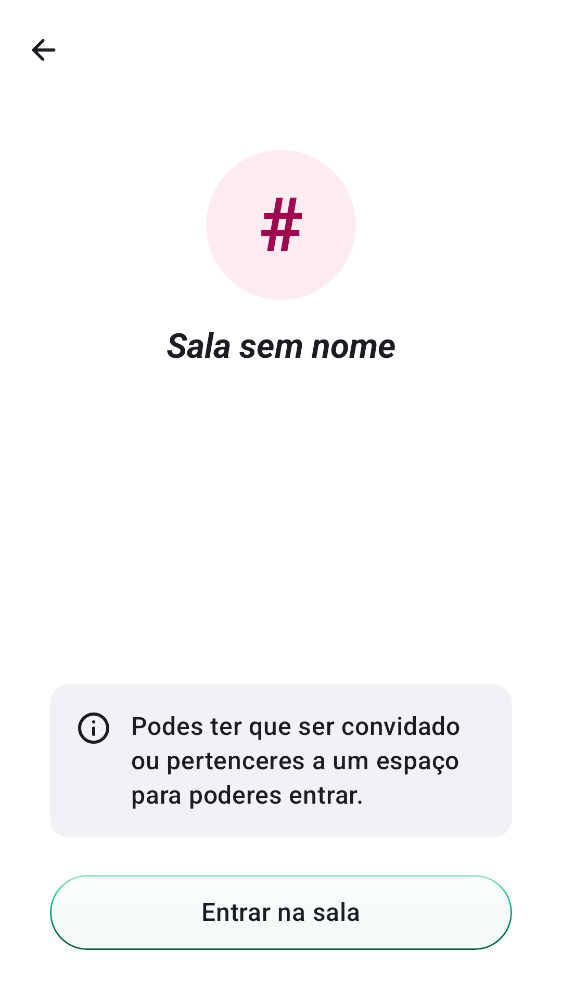 #
Sala sem nome
Podes ter que ser convidado
ou pertenceres a um espaço
para poderes entrar.
Entrar na sala